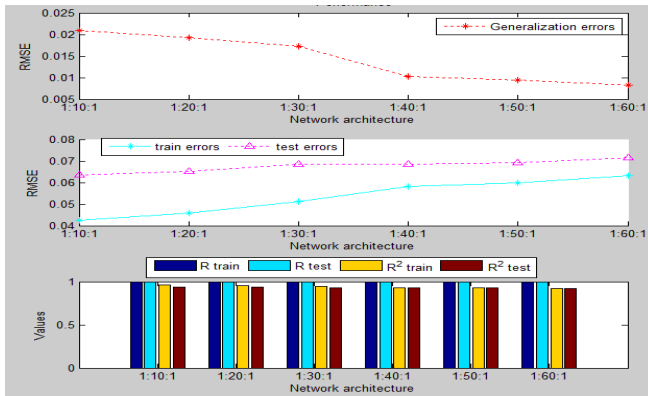 0.025
0.02
0.015
0.01
0.005
RMSE
Generalization errors
1:10:1 1:20:1 1:30:1 1:40:1 1:50:1 1:60:1
Network architecture
0.08
0.07
0.06
0.05
0.04
RMSE
train errors test errors
1:10:1 1:20:1 1:30:1 1:40:1 1:50:1 1:60:1
Network architecture
R train R test R² train R² test
1
0.5
0
Values
1:10:1 1:20:1 1:30:1 1:40:1 1:50:1 1:60:1
Network architecture